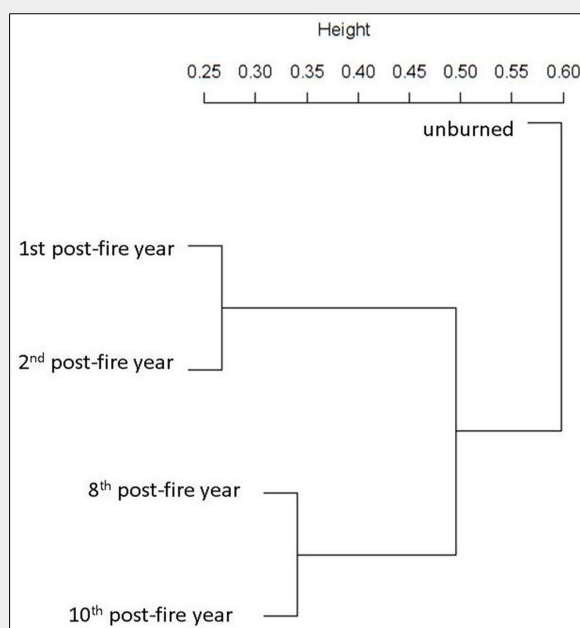 Height
0.25 0.30 0.35 0.40 0.45 0.50 0.55 0.60
unburned
1st post-fire year
2nd post-fire year
8th post-fire year
10th post-fire year